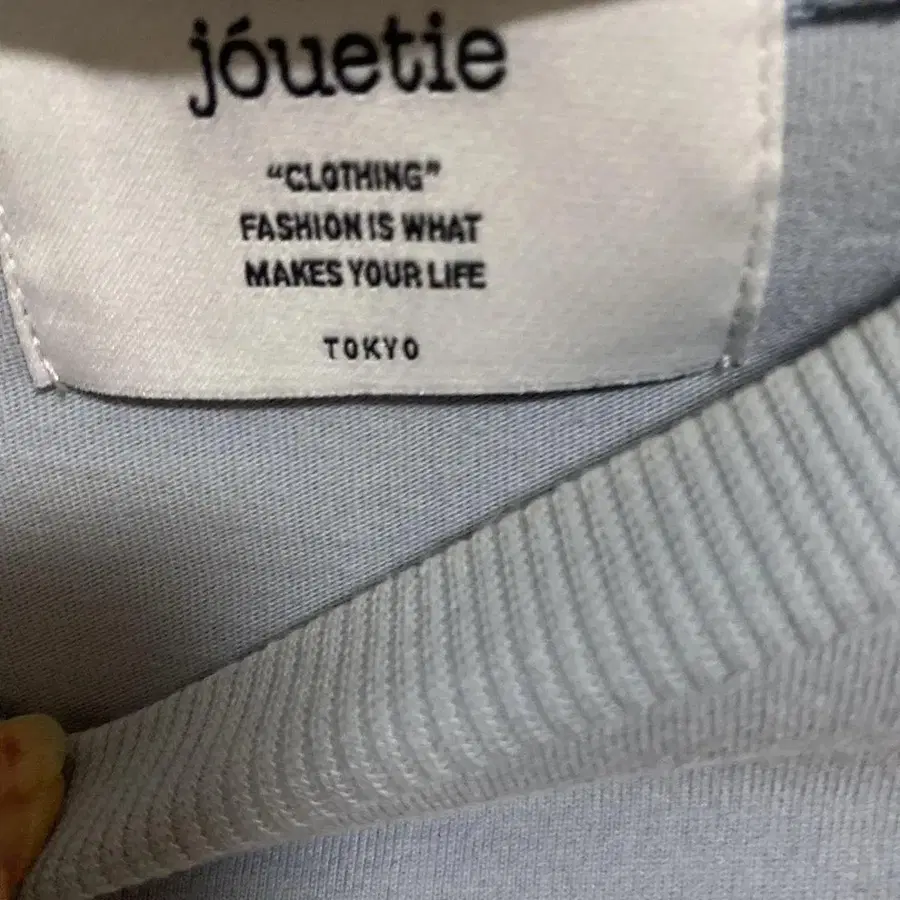 jóuetie
“CLOTHING”
FASHION IS WHAT
MAKES YOUR LIFE
TOKYO